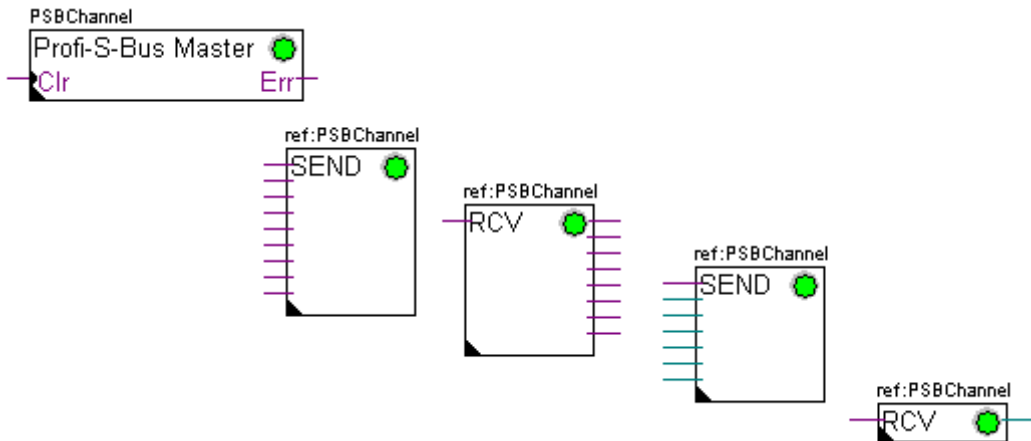 PSBChannel
Profi-S-Bus Master
Clr Err
ref:PSBChannel
SEND
ref:PSBChannel
RCV
ref:PSBChannel
SEND
ref:PSBChannel
RCV